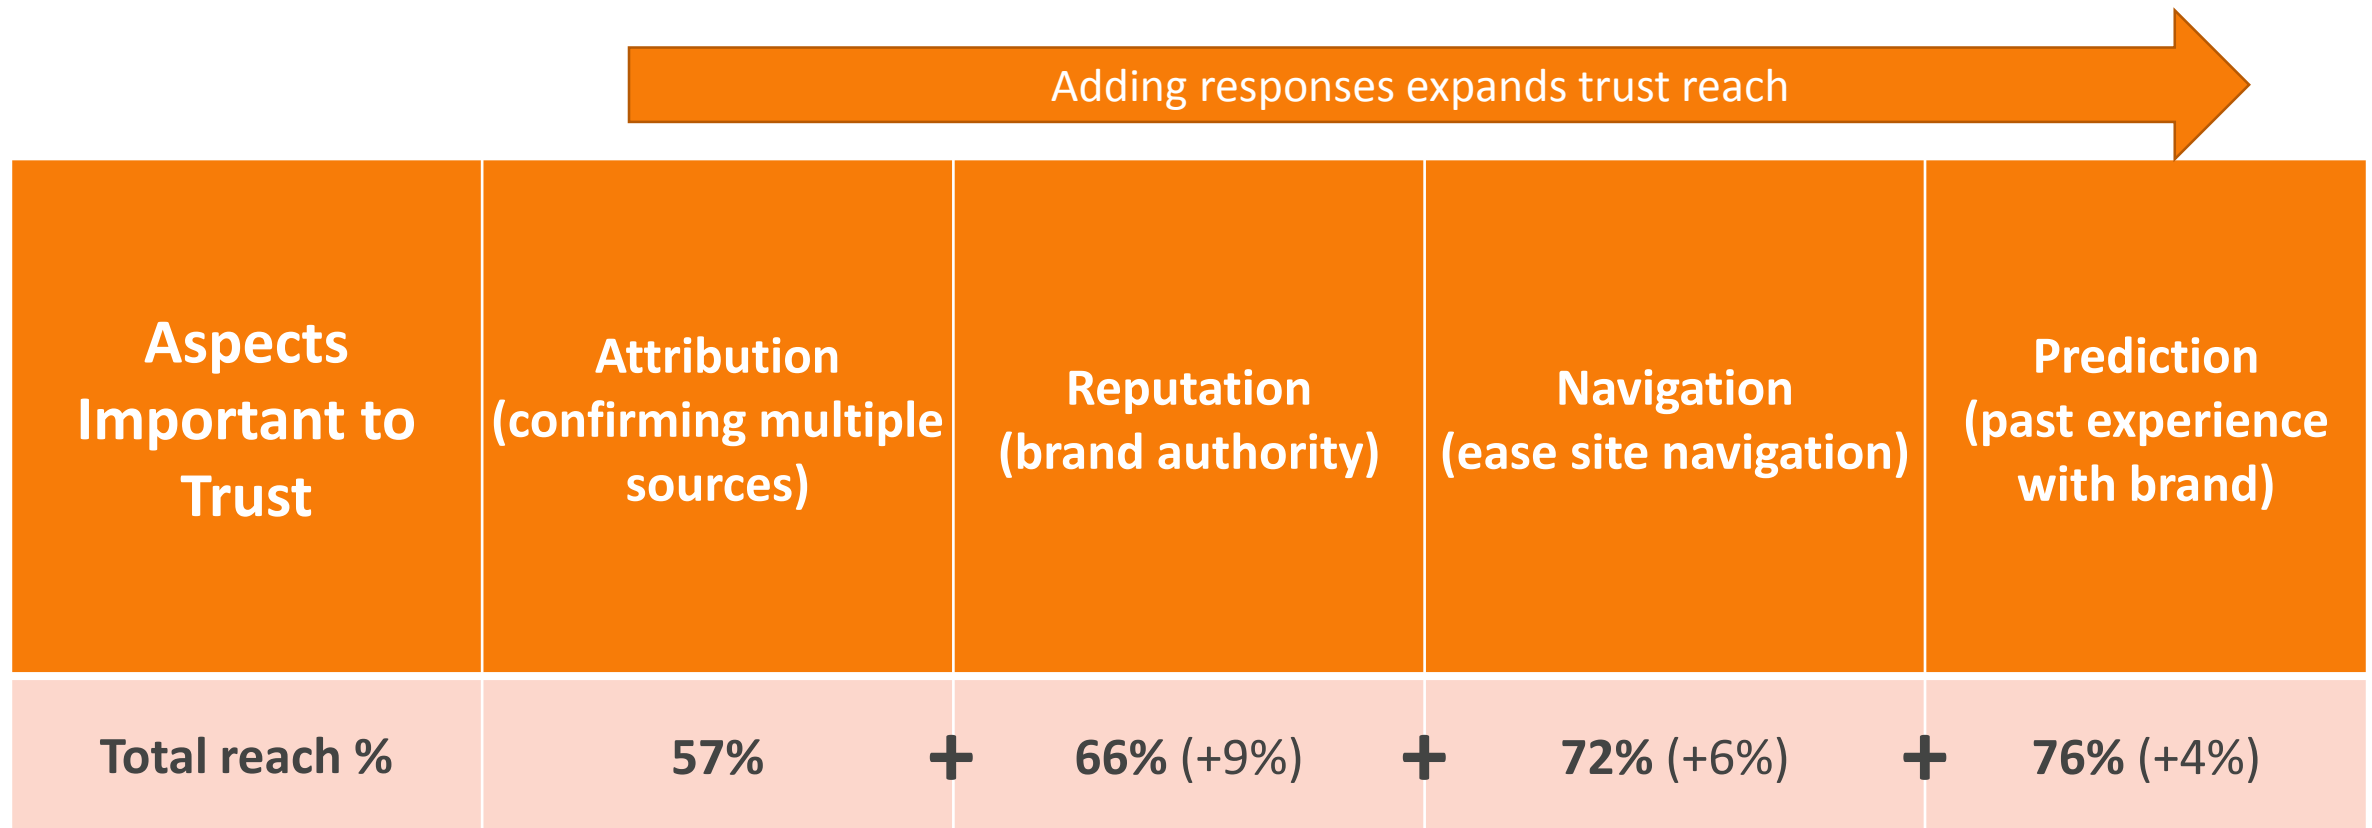 Adding responses expands trust reach
Aspects
Important to
Trust
Attribution
(confirming multiple
sources)
Reputation
(brand authority)
Navigation
(ease site navigation)
Prediction
(past experience
with brand)
Total reach % 57% + 66% (+9%) + 72% (+6%) + 76% (+4%)